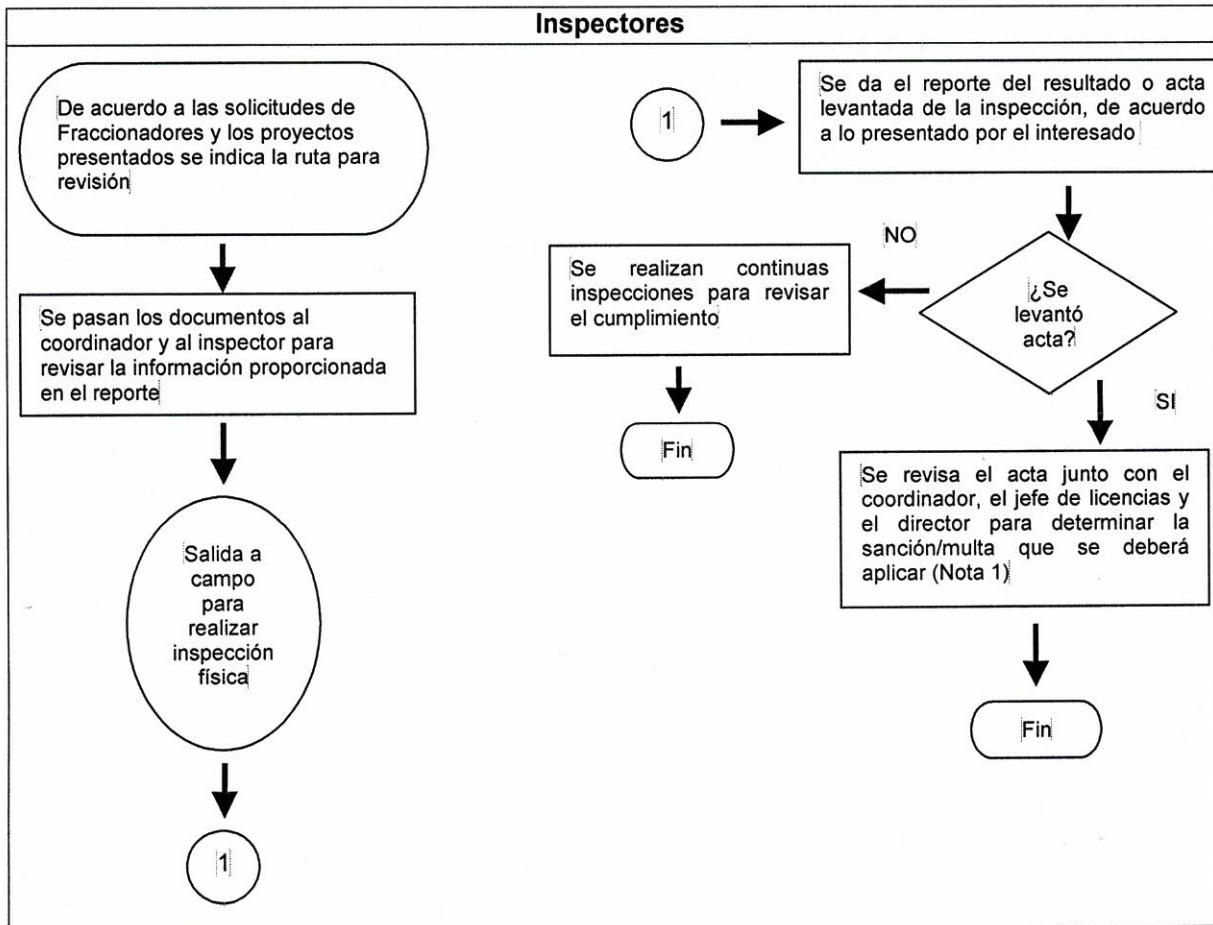 Inspectores
De acuerdo a las solicitudes de
Fraccionadores y los proyectos
presentados se indica la ruta para
revisión
Se pasan los documentos al
coordinador y al inspector para
revisar la información proporcionada
en el reporte
Salida a
campo
para
realizar
inspección
física
1
1
Se da el reporte del resultado o acta
levantada de la inspección, de acuerdo
a lo presentado por el interesado
¿Se
levantó
acta?
NO
Se realizan continuas
inspecciones para revisar
el cumplimiento
Fin
SI
Se revisa el acta junto con el
coordinador, el jefe de licencias y
el director para determinar la
sanción/multa que se deberá
aplicar (Nota 1)
Fin